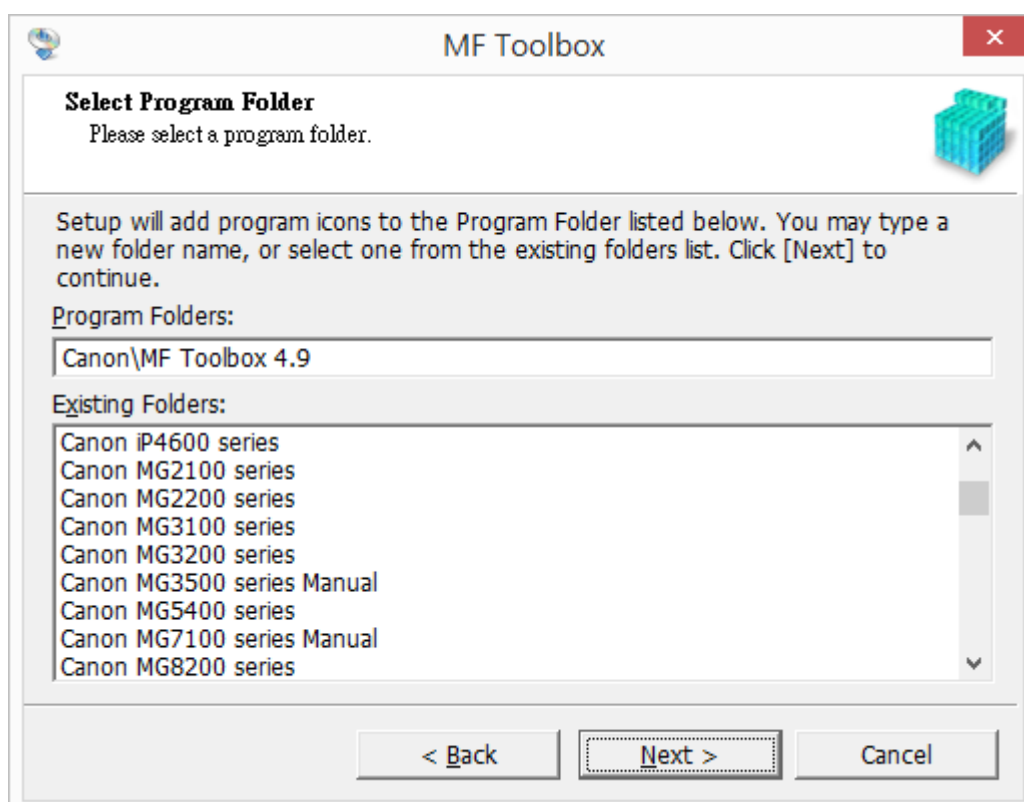 MF Toolbox
Select Program Folder
Please select a program folder.
Setup will add program icons to the Program Folder listed below. You may type a
new folder name, or select one from the existing folders list. Click [Next] to
continue.
Program Folders:
Canon\MF Toolbox 4.9
Existing Folders:
Canon iP4600 series
Canon MG2100 series
Canon MG2200 series
Canon MG3100 series
Canon MG3200 series
Canon MG3500 series Manual
Canon MG5400 series
Canon MG7100 series Manual
Canon MG8200 series
< Back Next > Cancel